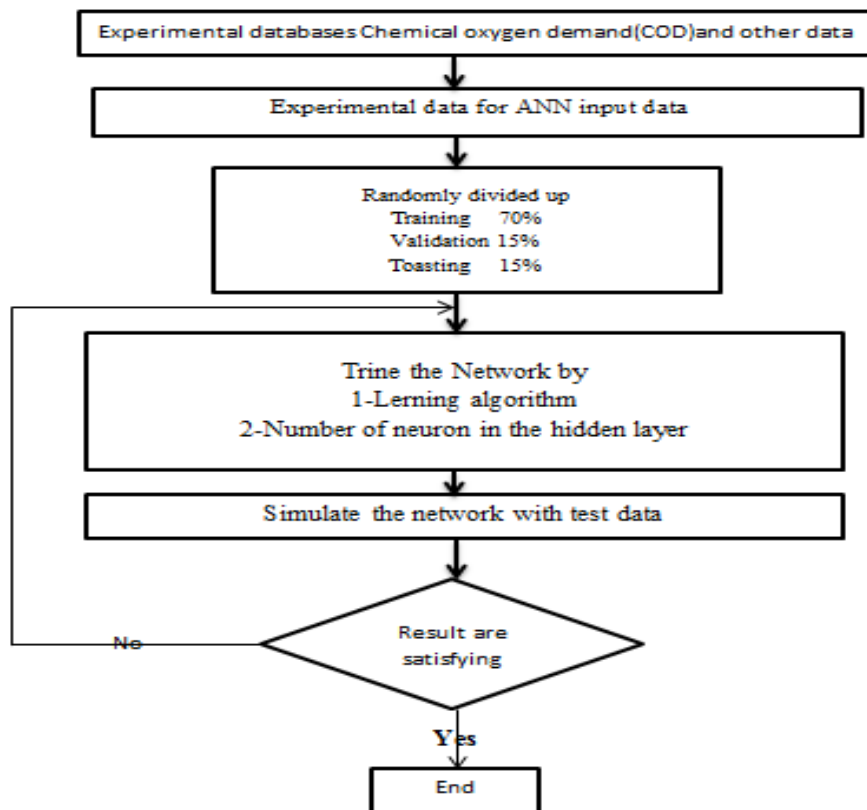 Experimental databases Chemical oxygen demand(COD)and other data
Experimental data for ANN input data
Randomly divided up
Training 70%
Validation 15%
Toasting 15%
Trine the Network by
1-Lerning algorithm
2-Number of neuron in the hidden layer
Simulate the network with test data
Result are
satisfying
No
Yes
End